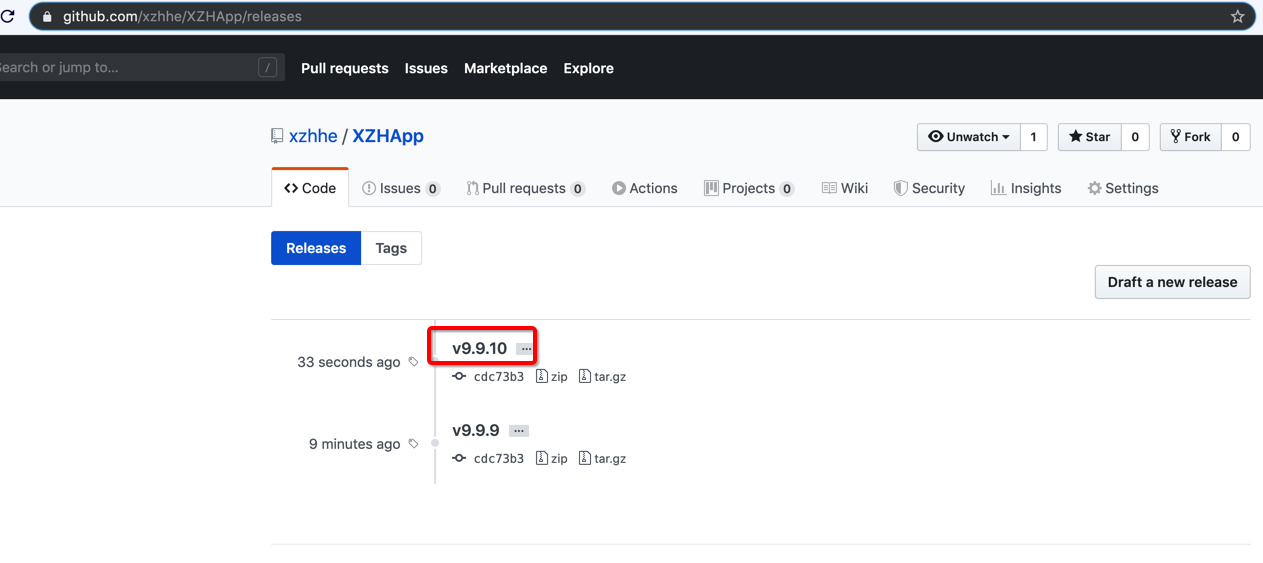 github.com/xzhhe/XZHApp/releases
Search or jump to... /
Pull requests Issues Marketplace Explore
xzhhe / XZHApp
Unwatch 1 Star 0 Fork 0
Code Issues 0 Pull requests 0 Actions Projects 0 Wiki Security Insights Settings
Releases Tags
Draft a new release
v9.9.10 ...
33 seconds ago
cdc73b3 zip tar.gz
v9.9.9 ...
9 minutes ago
cdc73b3 zip tar.gz